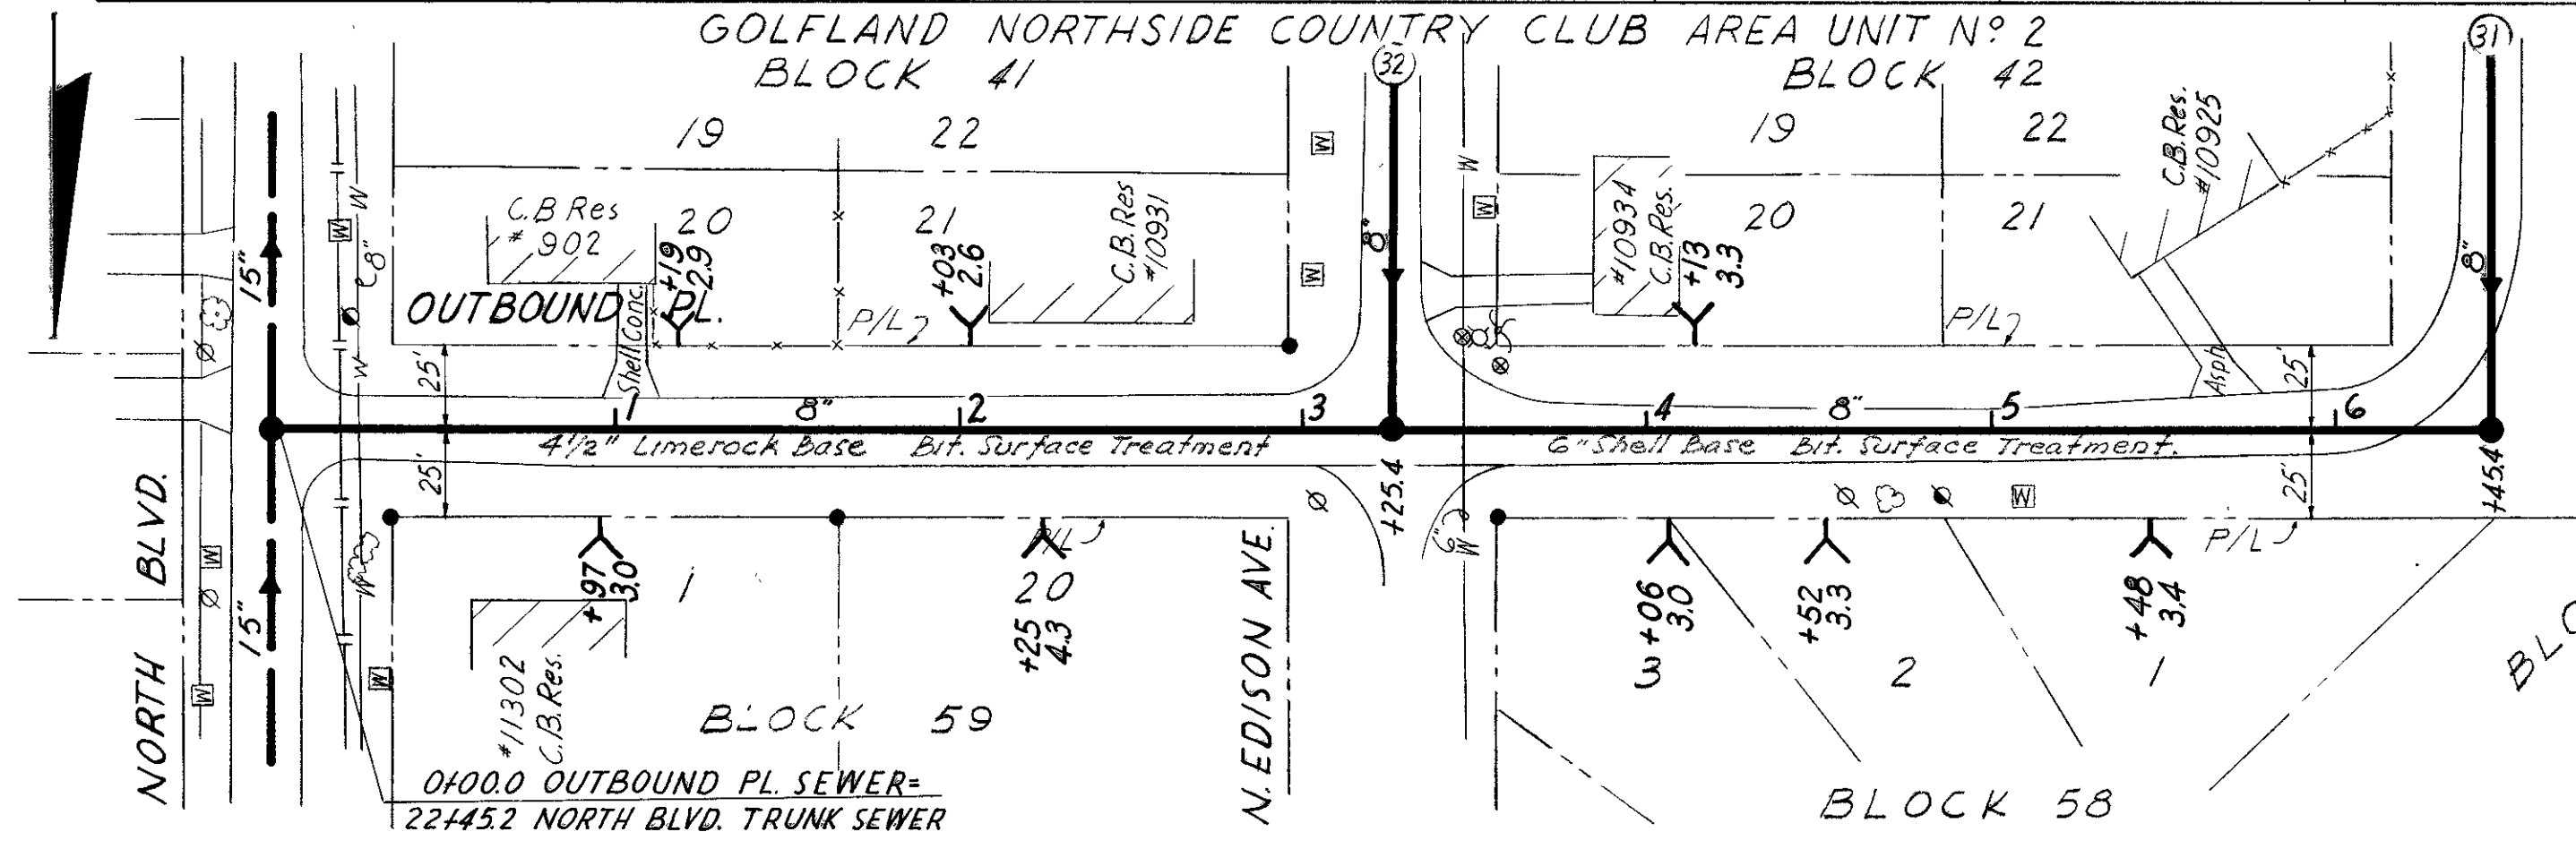 GOLFLAND NORTHSIDE COUNTRY CLUB AREA UNIT Nº 2
BLOCK 41
32
BLOCK 42
31
19
22
19
22
C.B.Res.
#10925
C.B Res
# 902
20
21
C.B.Res
#10931
#10934
C.B.Res.
20
21
W
W
W
W
W
W
15"
8"
8"
8"
+19
2.9
+03
2.6
+13
3.3
OUTBOUND PL.
Shell Conc.
P/L
P/L
Asph
W
25'
25'
1
8"
2
3
4
8"
5
6
4 1/2" Limerock Base Bit. Surface Treatment
6" Shell Base Bit. Surface Treatment.
25'
25'
+25.4
+45.4
NORTH BLVD.
15"
W
W
W
W
6"
W
W
P/L
P/L
+97
3.0
1
20
+25
4.3
N. EDISON AVE.
3+06
3.0
+52
3.3
+48
3.4
3
2
1
#11302
C.B.Res.
BLOCK 59
BLOCK 58
0+00.0 OUTBOUND PL. SEWER=
22+45.2 NORTH BLVD. TRUNK SEWER